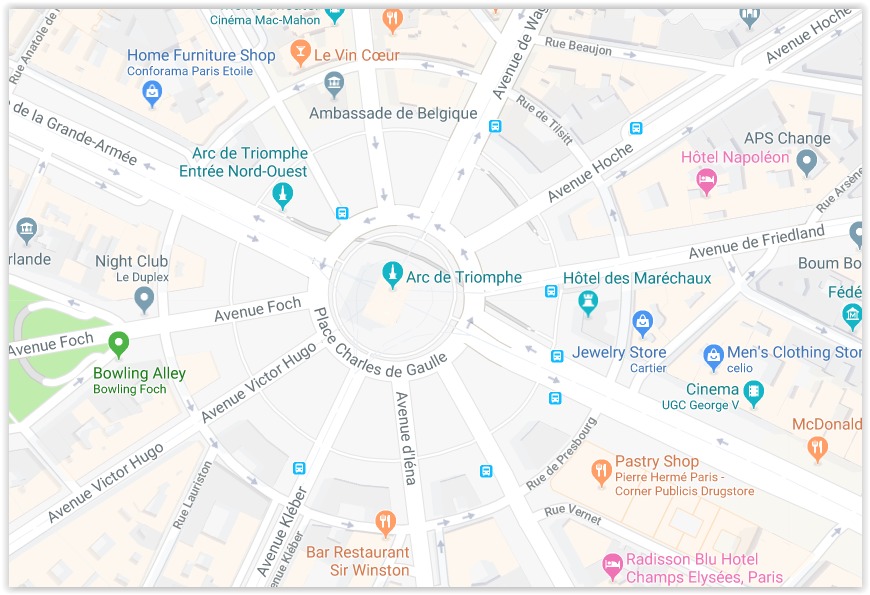 Cinéma Mac-Mahon
Rue Anatole de
Home Furniture Shop
Conforama Paris Etoile
Le Vin Cœur
Ambassade de Belgique
Avenue de Wag
Rue Beaujon
Avenue Hoche
Rue de Tilsitt
e de la Grande-Armée
Arc de Triomphe
Entrée Nord-Ouest
Avenue Hoche
APS Change
Hôtel Napoléon
Rue Arsène
rlande
Night Club
Le Duplex
Arc de Triomphe
Avenue de Friedland
Boum Bo
Hôtel des Maréchaux
Fédé
Avenue Foch
Avenue Foch
Place Charles de Gaulle
Jewelry Store
Cartier
Men's Clothing Stor
celio
Bowling Alley
Bowling Foch
Avenue Victor Hugo
Cinema
UGC George V
Avenue d'Iéna
McDonald
Avenue Victor Hugo
Rue Lauriston
Rue de Presbourg
Pastry Shop
Pierre Hermé Paris -
Corner Publicis Drugstore
Avenue Kléber
enue Kléber
Rue Vernet
Bar Restaurant
Sir Winston
Radisson Blu Hotel
Champs Elysées, Paris